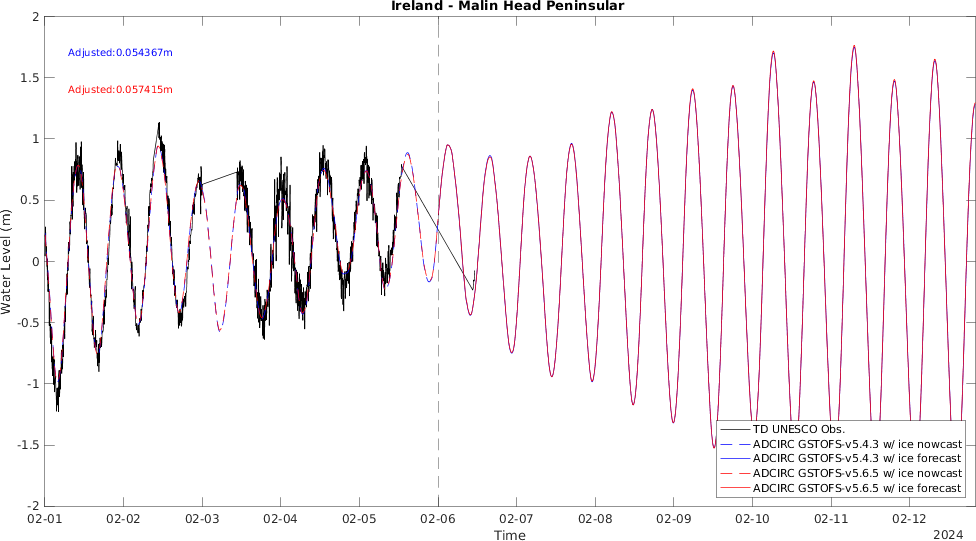 Ireland - Malin Head Peninsular
Adjusted:0.054367m
Adjusted:0.057415m
Water Level (m)
2
1.5
1
0.5
0
-0.5
-1
-1.5
-2
TD UNESCO Obs.
ADCIRC GSTOFS-v5.4.3 w/ ice nowcast
ADCIRC GSTOFS-v5.4.3 w/ ice forecast
ADCIRC GSTOFS-v5.6.5 w/ ice nowcast
ADCIRC GSTOFS-v5.6.5 w/ ice forecast
02-01 02-02 02-03 02-04 02-05 02-06 02-07 02-08 02-09 02-10 02-11 02-12
Time
2024